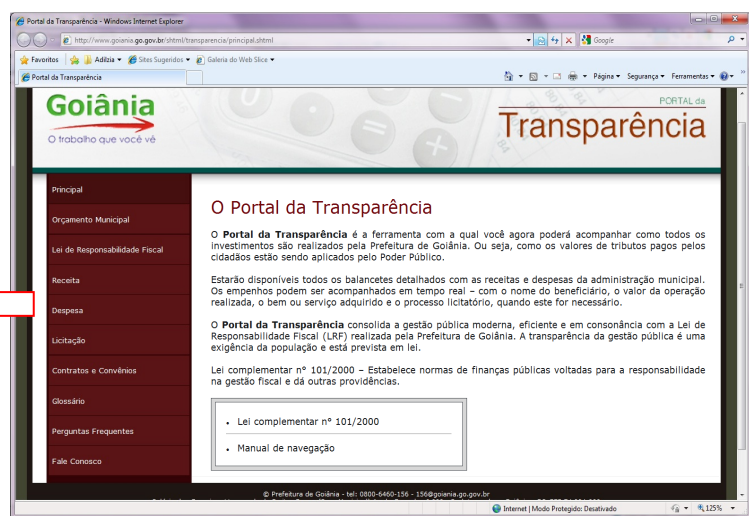 Portal da Transparência - Windows Internet Explorer
http://www.goiania.go.gov.br/shtml/transparencia/principal.shtml
Google
Favoritos
Adilzia
Sites Sugeridos
Galeria do Web Slice
Portal da Transparência
Página
Segurança
Ferramentas
Goiânia
O trabalho que você vê
PORTAL da
Transparência
Principal
Orçamento Municipal
Lei de Responsabilidade Fiscal
Receita
Despesa
Licitação
Contratos e Convênios
Glossário
Perguntas Frequentes
Fale Conosco
O Portal da Transparência
O Portal da Transparência é a ferramenta com a qual você agora poderá acompanhar como todos os
investimentos são realizados pela Prefeitura de Goiânia. Ou seja, como os valores de tributos pagos pelos
cidadãos estão sendo aplicados pelo Poder Público.
Estarão disponíveis todos os balancetes detalhados com as receitas e despesas da administração municipal.
Os empenhos podem ser acompanhados em tempo real – com o nome do beneficiário, o valor da operação
realizada, o bem ou serviço adquirido e o processo licitatório, quando este for necessário.
O Portal da Transparência consolida a gestão pública moderna, eficiente e em consonância com a Lei de
Responsabilidade Fiscal (LRF) realizada pela Prefeitura de Goiânia. A transparência da gestão pública é uma
exigência da população e está prevista em lei.
Lei complementar nº 101/2000 – Estabelece normas de finanças públicas voltadas para a responsabilidade
na gestão fiscal e dá outras providências.
• Lei complementar nº 101/2000
• Manual de navegação
© Prefeitura de Goiânia - tel: 0800-6460-156 - 156@goiania.go.gov.br
Internet | Modo Protegido: Desativado
125%